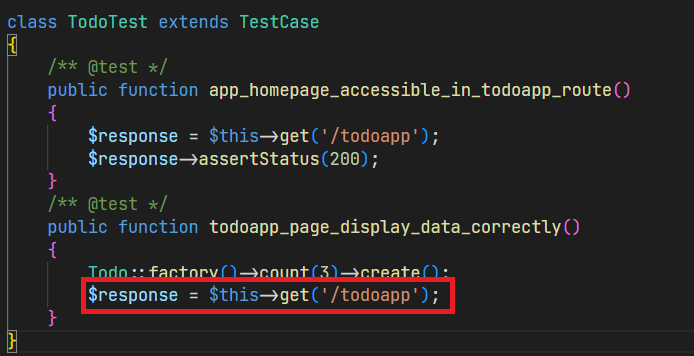 class TodoTest extends TestCase
{
/** @test */
public function app_homepage_accessible_in_todoapp_route()
{
$response = $this->get('/todoapp');
$response->assertStatus(200);
}
/** @test */
public function todoapp_page_display_data_correctly()
{
Todo::factory()->count(3)->create();
$response = $this->get('/todoapp');
}
}